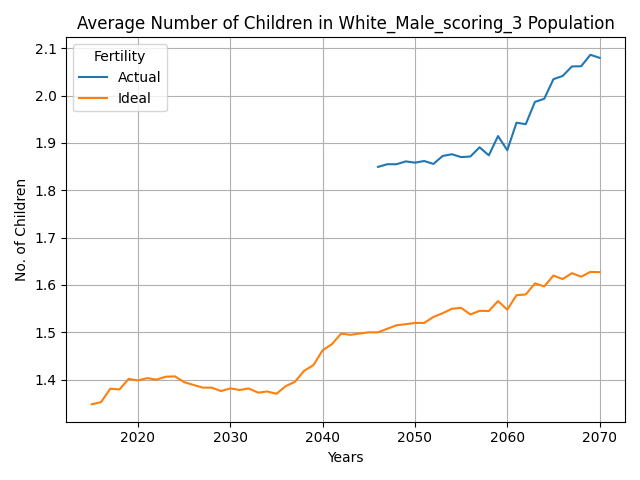 Average Number of Children in White_Male_scoring_3 Population
Fertility
Actual
Ideal
No. of Children
2.1
2.0
1.9
1.8
1.7
1.6
1.5
1.4
2020 2030 2040 2050 2060 2070
Years